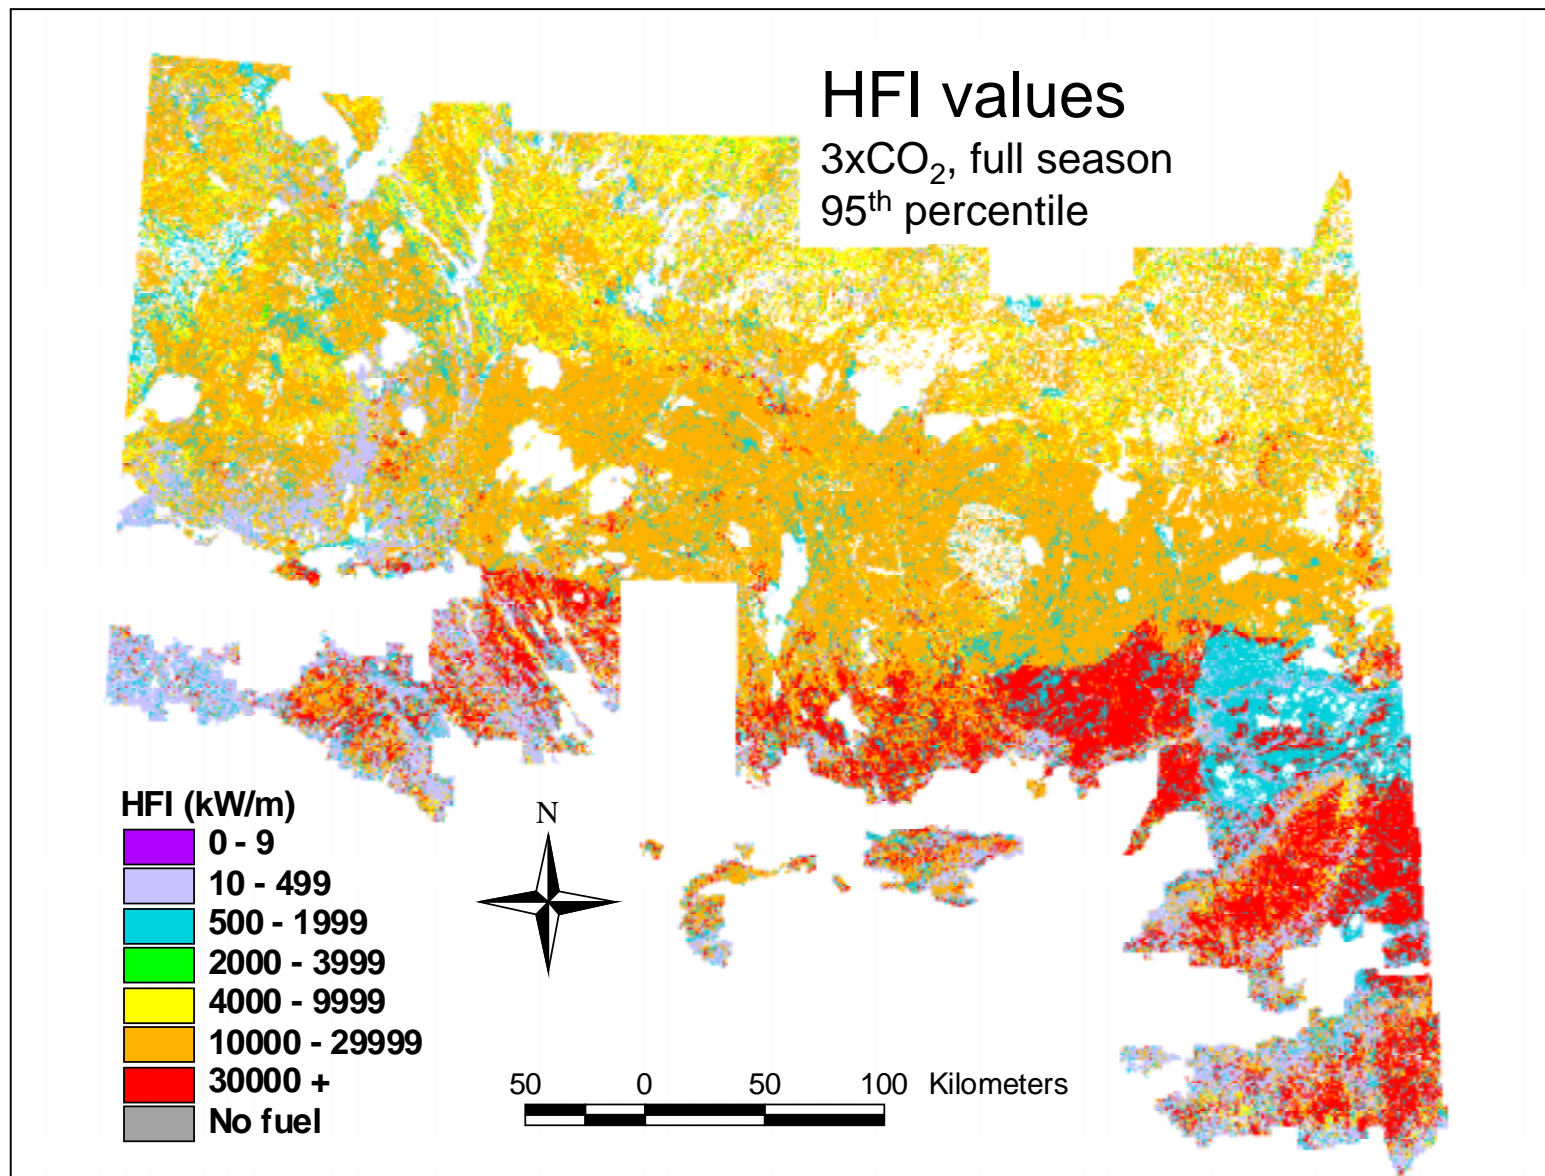 HFI values
3xCO₂, full season
95ᵗʰ percentile
HFI (kW/m)
0 - 9
10 - 499
500 - 1999
2000 - 3999
4000 - 9999
10000 - 29999
30000 +
No fuel
N
50 0 50 100 Kilometers